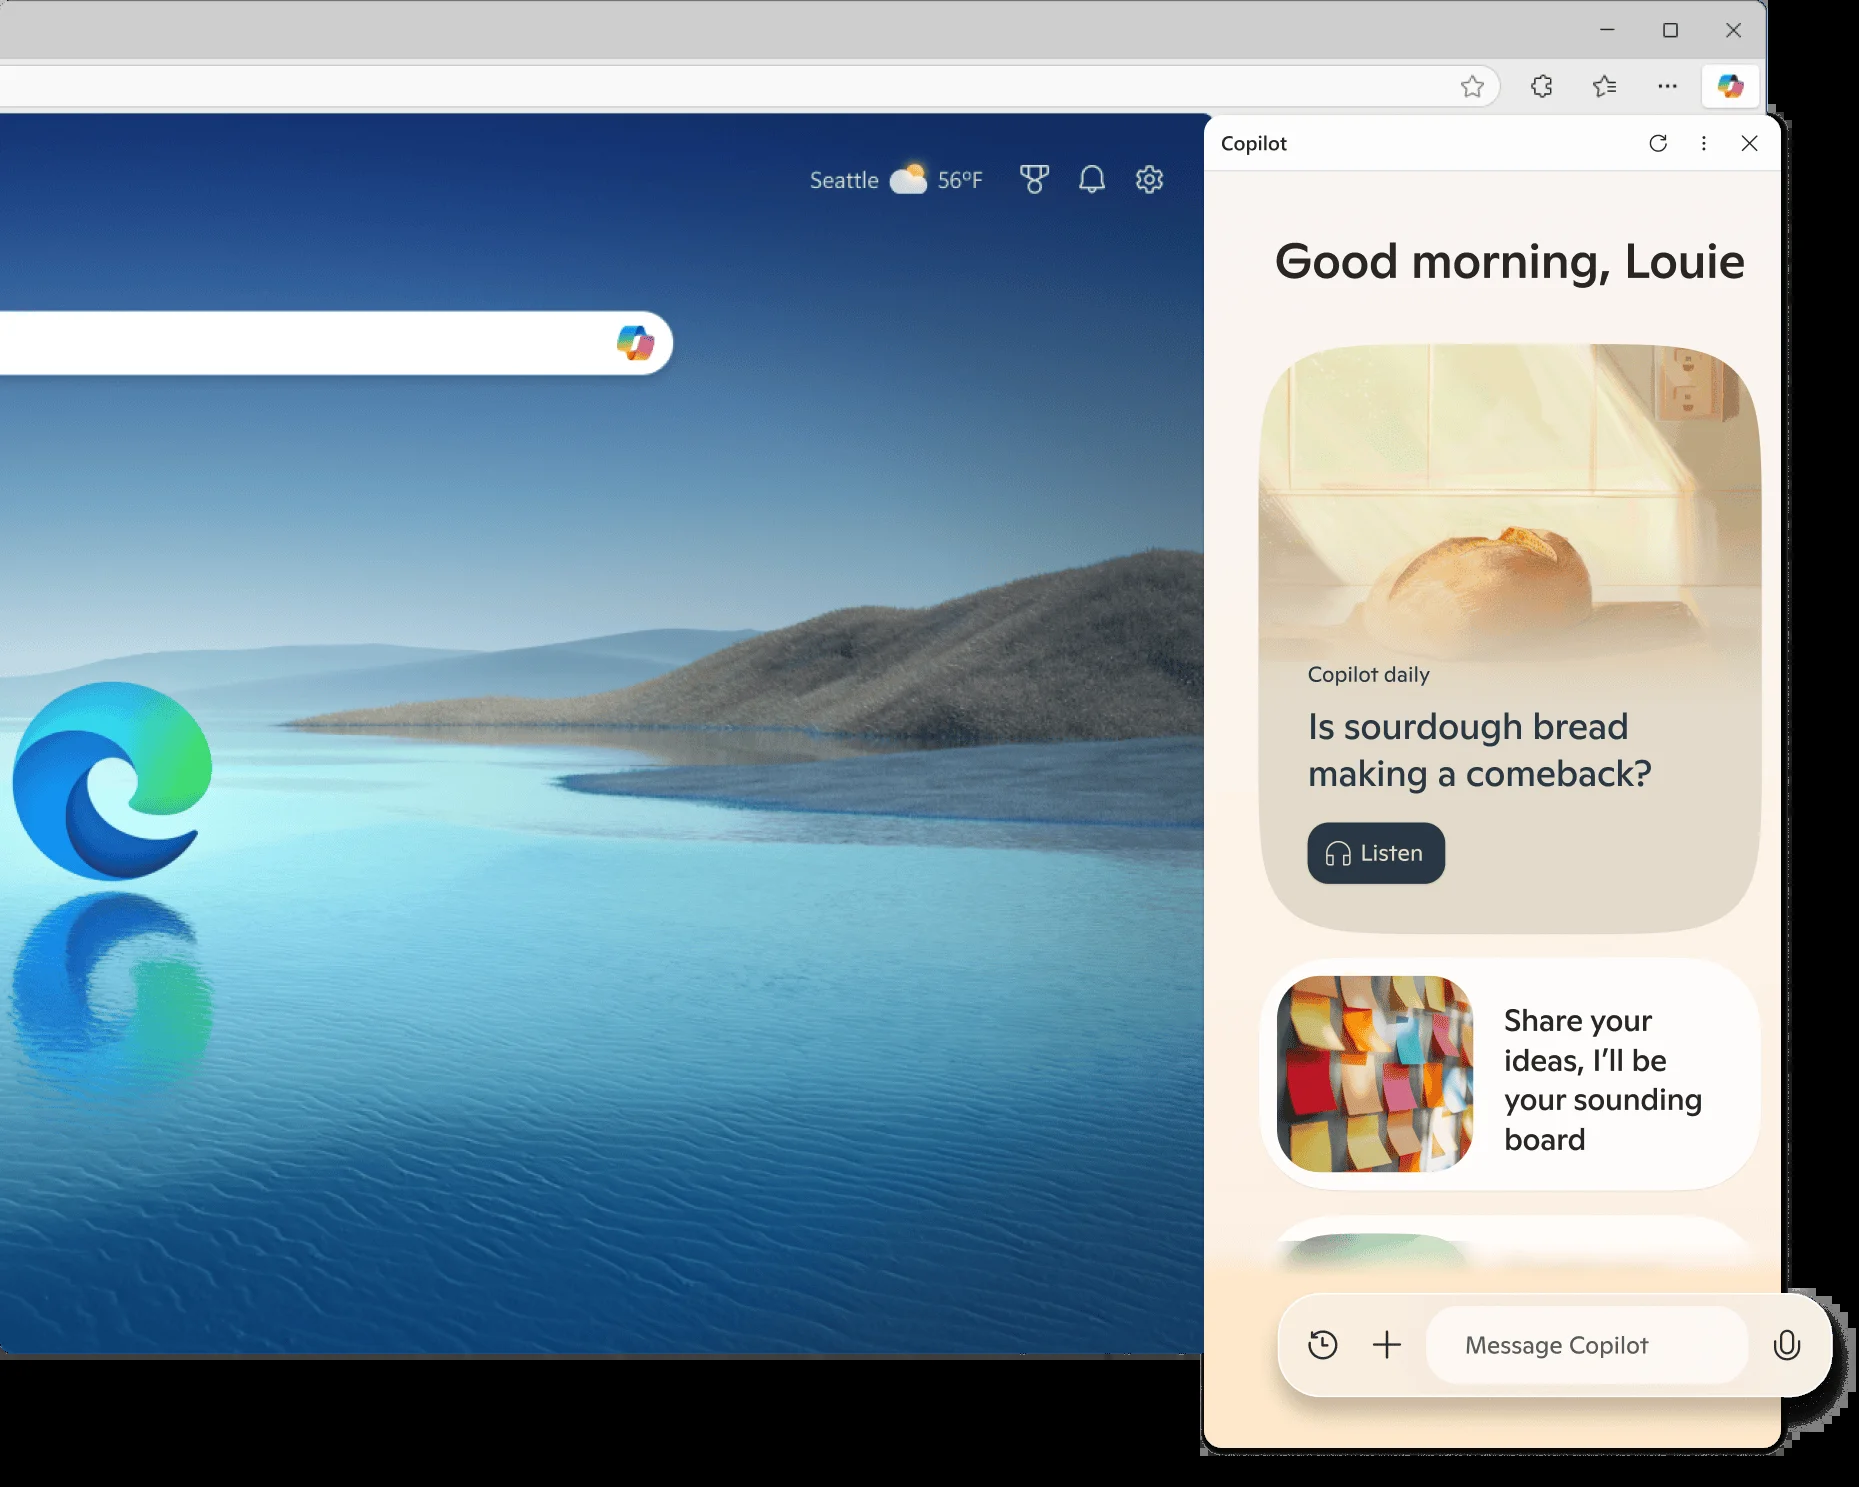 Seattle 56ºF
Copilot
Good morning, Louie
Copilot daily
Is sourdough bread
making a comeback?
Listen
Share your
ideas, I’ll be
your sounding
board
Message Copilot